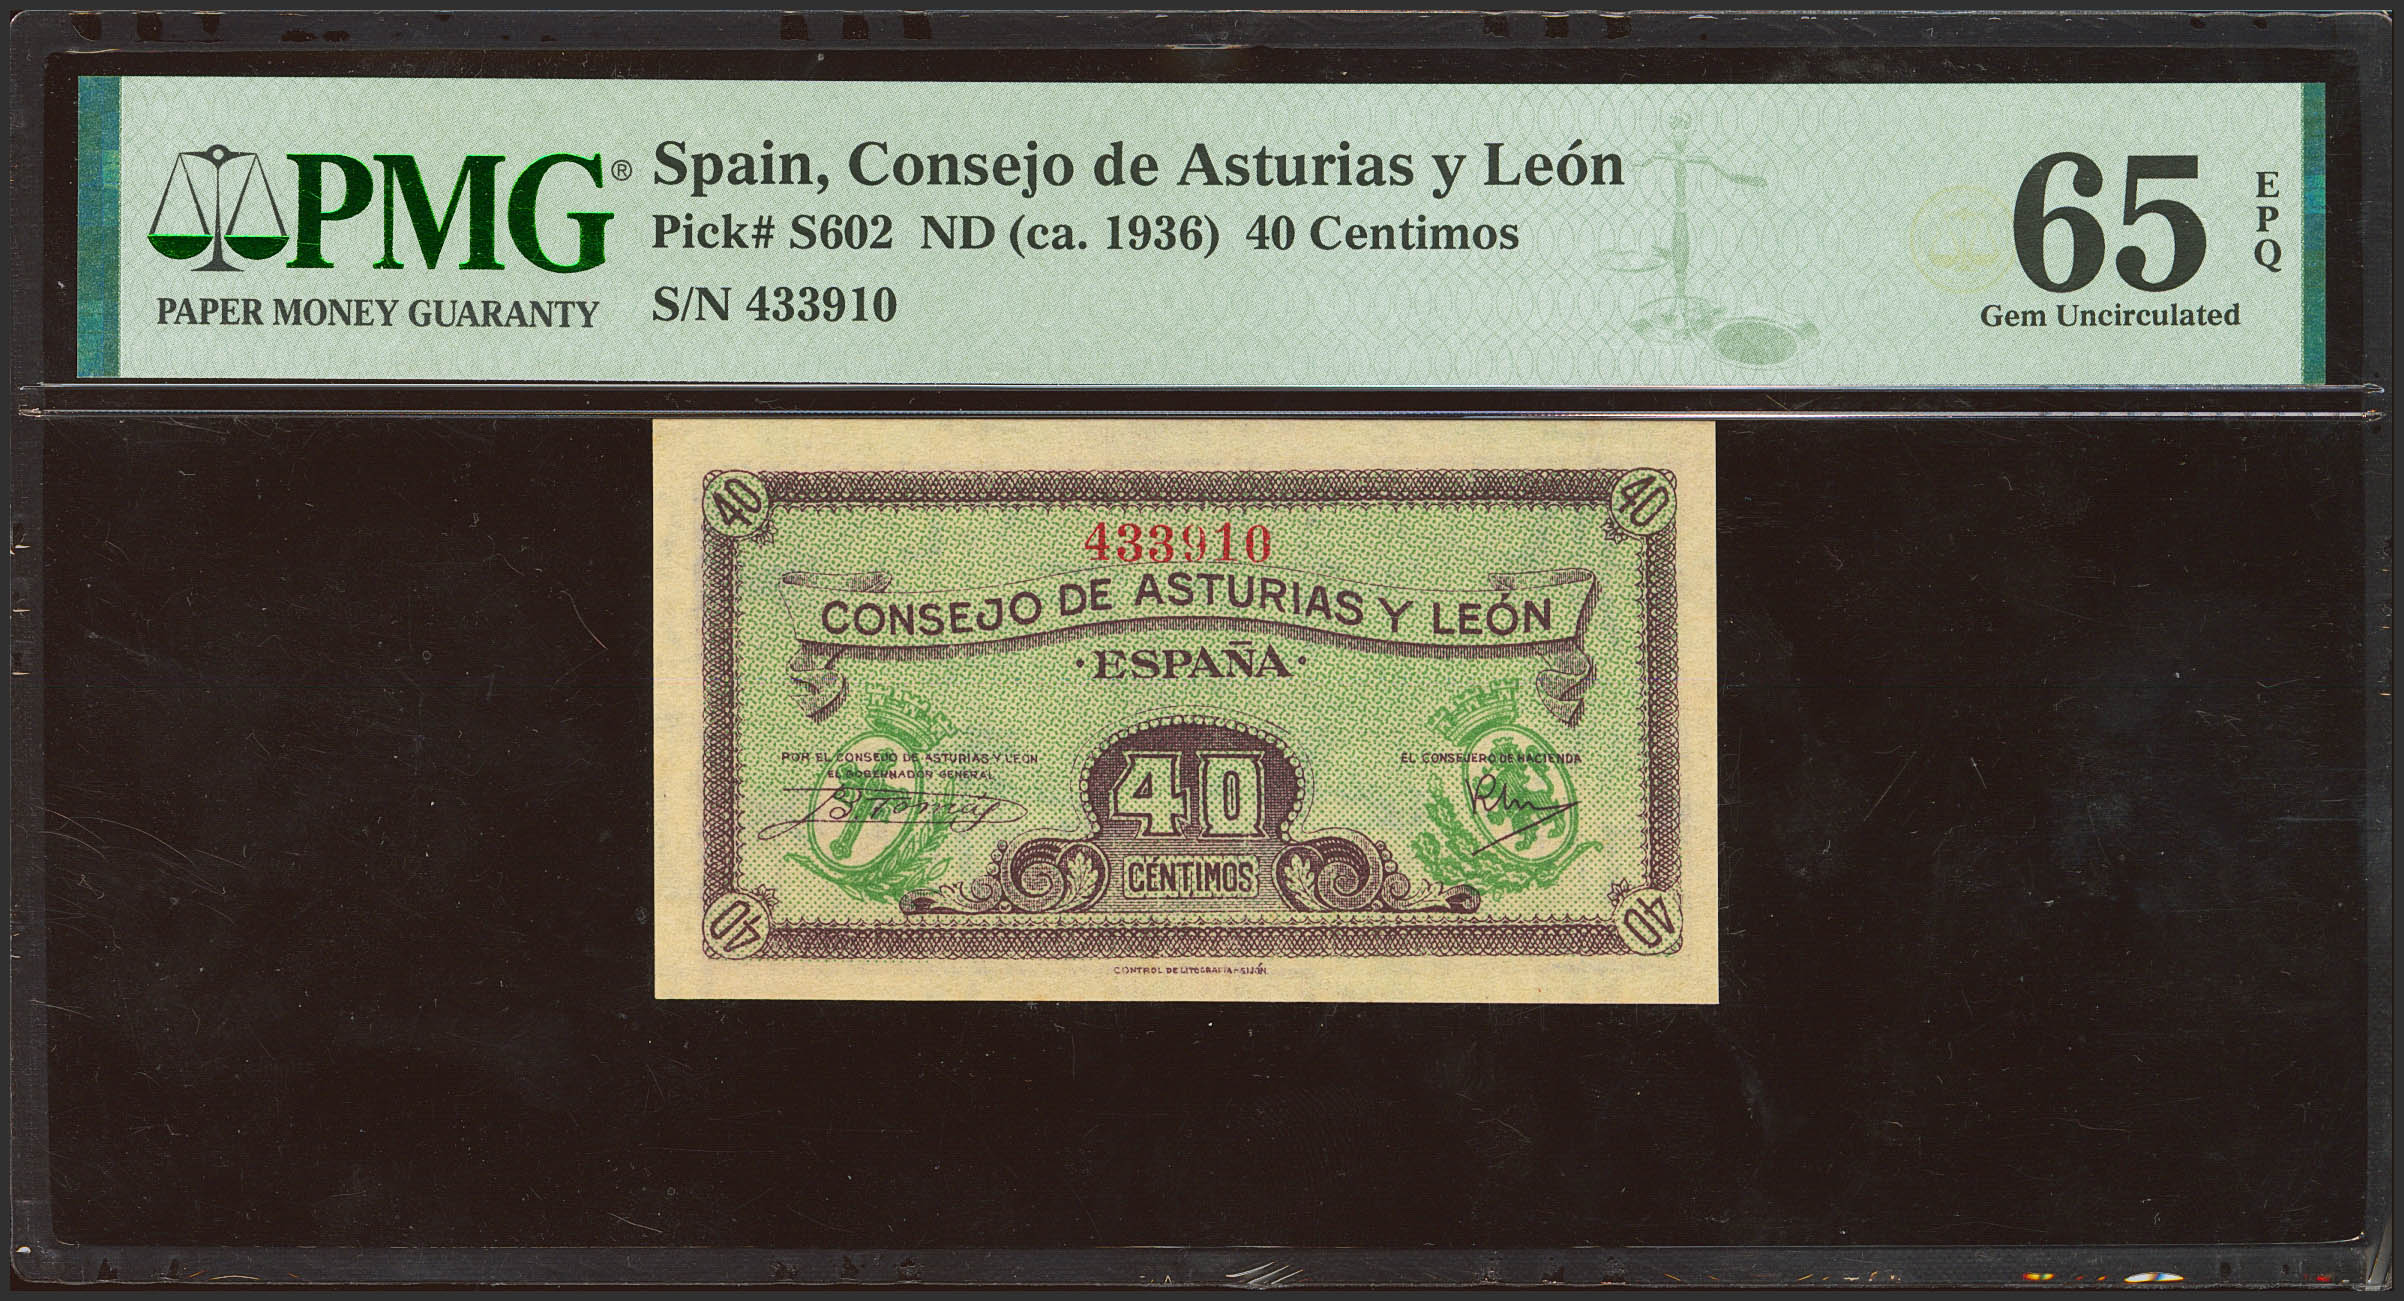 PMG®
PAPER MONEY GUARANTY
Spain, Consejo de Asturias y León
Pick# S602 ND (ca. 1936) 40 Centimos
S/N 433910
65
EPQ
Gem Uncirculated
40
40
433910
CONSEJO DE ASTURIAS Y LEÓN
·ESPAÑA·
POR EL CONSEJO DE ASTURIAS Y LEÓN
EL GOBERNADOR GENERAL
EL CONSEJERO DE HACIENDA
40
CÉNTIMOS
40
40
CONTROL DE LITOGRAFIA-GIJÓN.